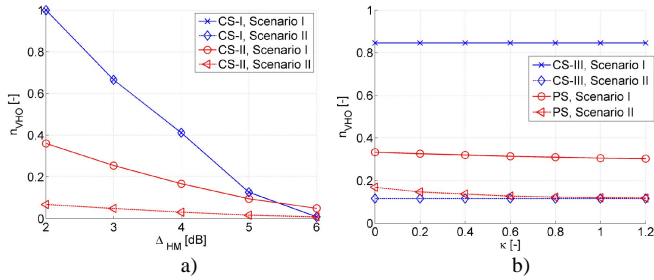 1
0.8
0.6
0.4
0.2
0
n_VHO [-]
2 3 4 5 6
Δ_HM [dB]
CS-I, Scenario I
CS-I, Scenario II
CS-II, Scenario I
CS-II, Scenario II
a)
1
0.8
0.6
0.4
0.2
0
n_VHO [-]
0 0.2 0.4 0.6 0.8 1 1.2
κ [-]
CS-III, Scenario I
CS-III, Scenario II
PS, Scenario I
PS, Scenario II
b)